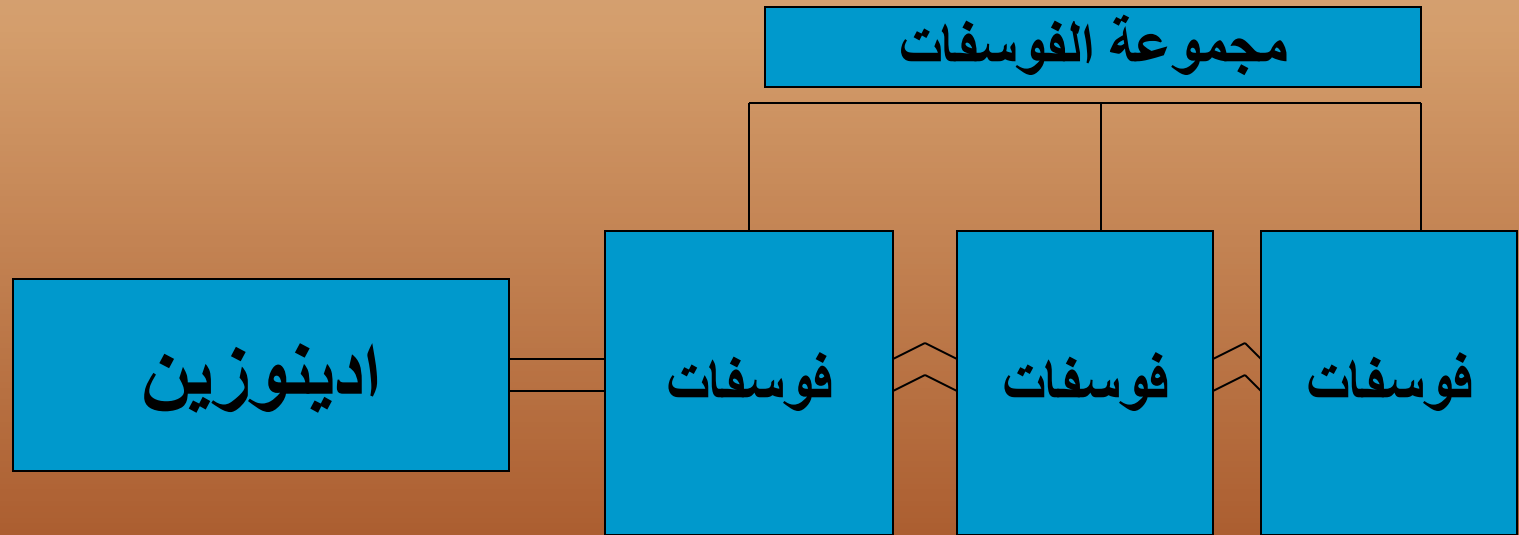 مجموعة الفوسفات
ادينوزين
فوسفات
فوسفات
فوسفات